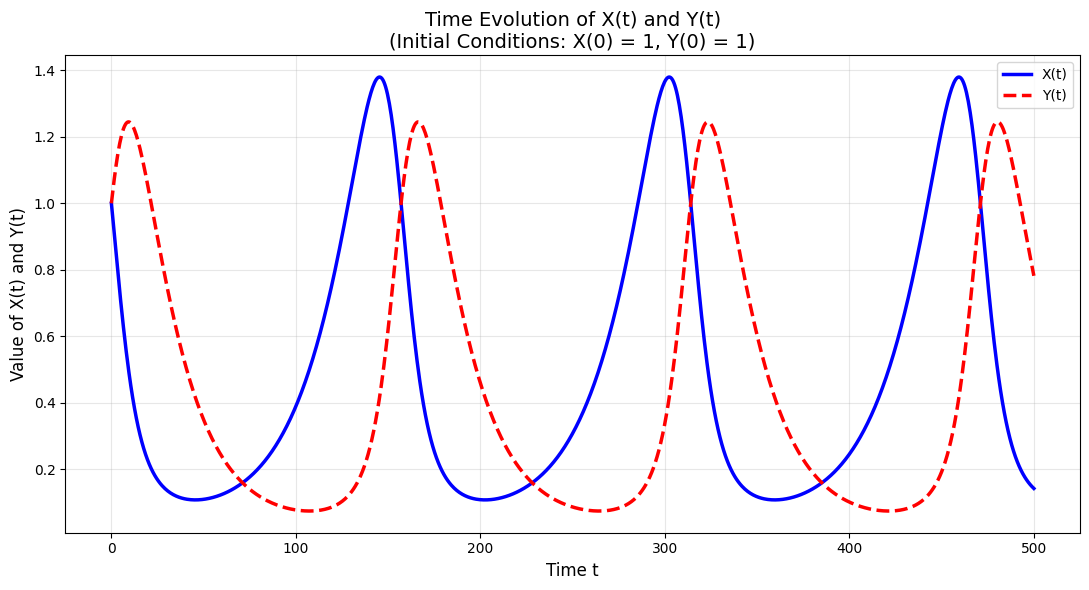 Time Evolution of X(t) and Y(t)
(Initial Conditions: X(0) = 1, Y(0) = 1)
X(t)
Y(t)
Value of X(t) and Y(t)
1.4
1.2
1.0
0.8
0.6
0.4
0.2
0
100
200
300
400
500
Time t